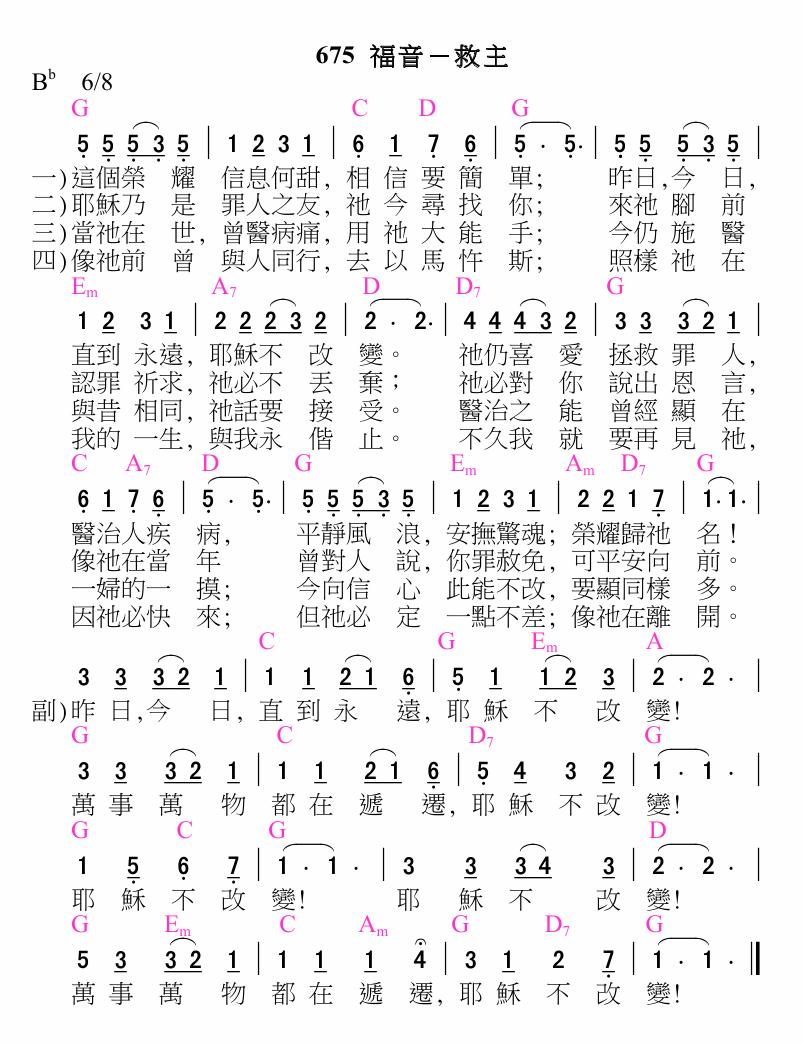 675 福音－救主
B♭ 6/8
G C D G
5 5 5 3 5 | 1 2 3 1 | 6 1 7 6 | 5 · 5· | 5 5 5 3 5 |
一)這個榮 耀 信息何甜, 相 信 要 簡 單; 昨日,今 日,
二)耶穌乃 是 罪人之友, 祂 今 尋 找 你; 來祂 腳 前
三)當祂在 世, 曾醫病痛, 用 祂 大 能 手; 今仍 施 醫
四)像祂前 曾 與人同行, 去 以 馬 忤 斯; 照樣 祂 在
Em A7 D D7 G
1 2 3 1 | 2 2 2 3 2 | 2 · 2· | 4 4 4 3 2 | 3 3 3 2 1 |
直到 永遠, 耶穌不 改 變。 祂仍喜 愛 拯救 罪 人,
認罪 祈求, 祂必不 丟 棄； 祂必對 你 說出 恩 言,
與昔 相同, 祂話要 接 受。 醫治之 能 曾經 顯 在
我的 一生, 與我永 偕 止。 不久我 就 要再 見 祂,
C A7 D G Em Am D7 G
6 1 7 6 | 5 · 5· | 5 5 5 3 5 | 1 2 3 1 | 2 2 1 7 | 1·1· |
醫治人疾 病, 平靜風 浪, 安撫驚魂; 榮耀歸祂 名！
像祂在當 年 曾對人 說, 你罪赦免, 可平安向 前。
一婦的一 摸; 今向信 心 此能不改, 要顯同樣 多。
因祂必快 來; 但祂必 定 一點不差; 像祂在離 開。
C G Em A
3 3 3 2 1 | 1 1 2 1 6 | 5 1 1 2 3 | 2 · 2 · |
副)昨 日,今 日, 直 到 永 遠, 耶 穌 不 改 變!
G C D7 G
3 3 3 2 1 | 1 1 2 1 6 | 5 4 3 2 | 1 · 1 · |
萬 事 萬 物 都 在 遞 遷, 耶 穌 不 改 變!
G C G D
1 5 6 7 | 1 · 1 · | 3 3 3 4 3 | 2 · 2 · |
耶 穌 不 改 變! 耶 穌 不 改 變!
G Em C Am G D7 G
5 3 3 2 1 | 1 1 1 4 | 3 1 2 7 | 1 · 1 · ‖
萬 事 萬 物 都 在 遞 遷, 耶 穌 不 改 變!